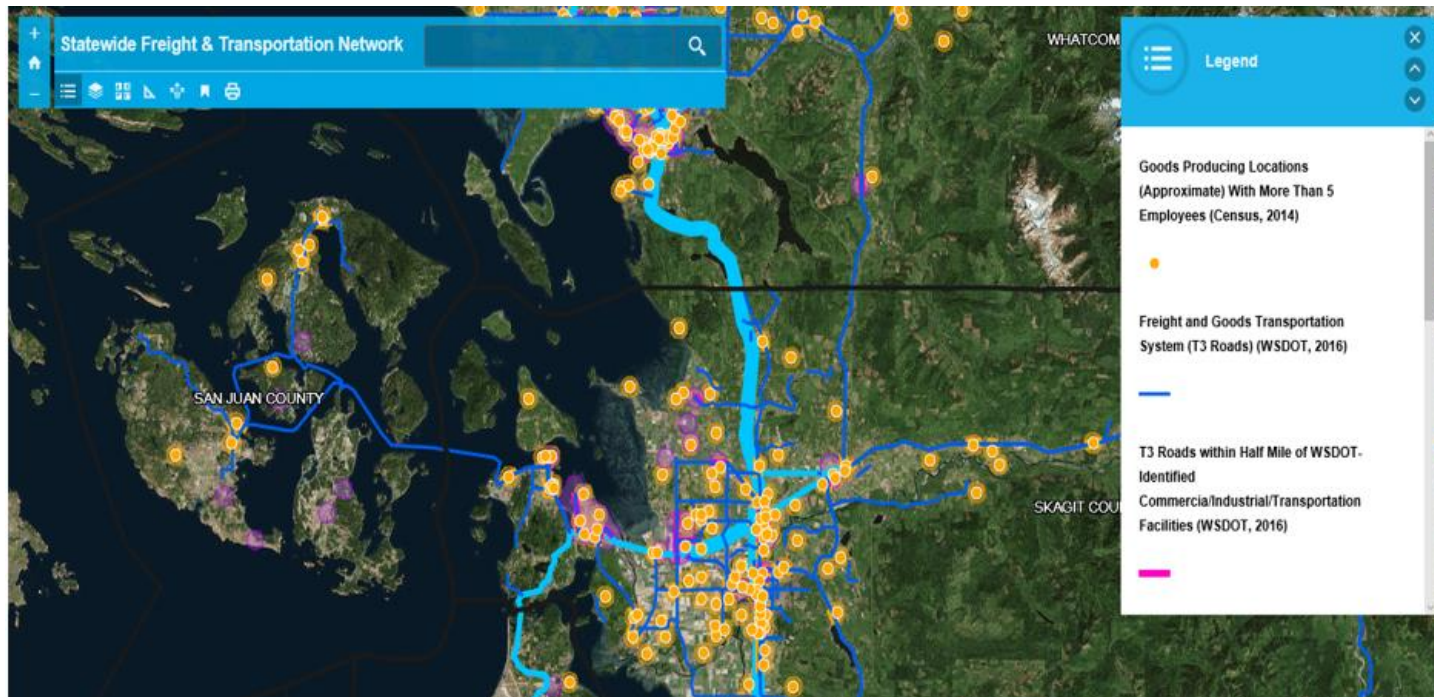 Statewide Freight & Transportation Network
WHATCOM
Legend
Goods Producing Locations
(Approximate) With More Than 5
Employees (Census, 2014)
Freight and Goods Transportation
System (T3 Roads) (WSDOT, 2016)
SAN JUAN COUNTY
T3 Roads within Half Mile of WSDOT-
Identified
Commercia/Industrial/Transportation
Facilities (WSDOT, 2016)
SKAGIT COU